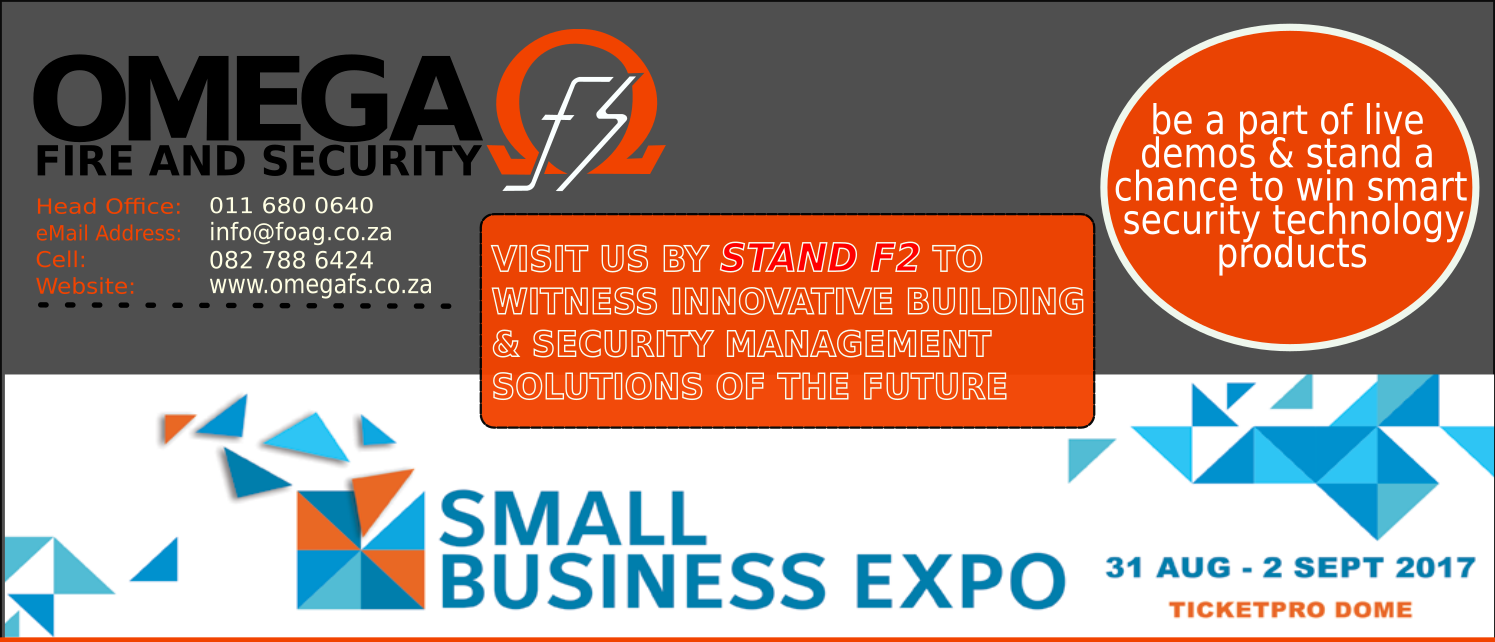 OMEGA
FIRE AND SECURITY
fs
Head Office: 011 680 0640
eMail Address: info@foag.co.za
Cell: 082 788 6424
Website: www.omegafs.co.za
be a part of live
demos & stand a
chance to win smart
security technology
products
VISIT US BY STAND F2 TO
WITNESS INNOVATIVE BUILDING
& SECURITY MANAGEMENT
SOLUTIONS OF THE FUTURE
SMALL
BUSINESS EXPO
31 AUG - 2 SEPT 2017
TICKETPRO DOME